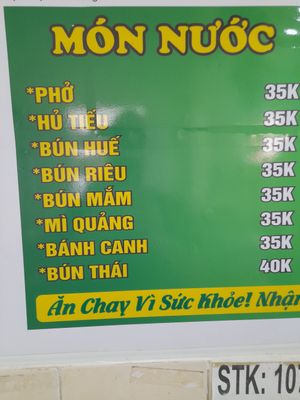 MÓN NƯỚC
*PHỞ 35K
*HỦ TIẾU 35K
*BÚN HUẾ 35K
*BÚN RIÊU 35K
*BÚN MẮM 35K
*MÌ QUẢNG 35K
*BÁNH CANH 35K
*BÚN THÁI 40K
Ăn Chay Vì Sức Khỏe! Nhận
STK: 107